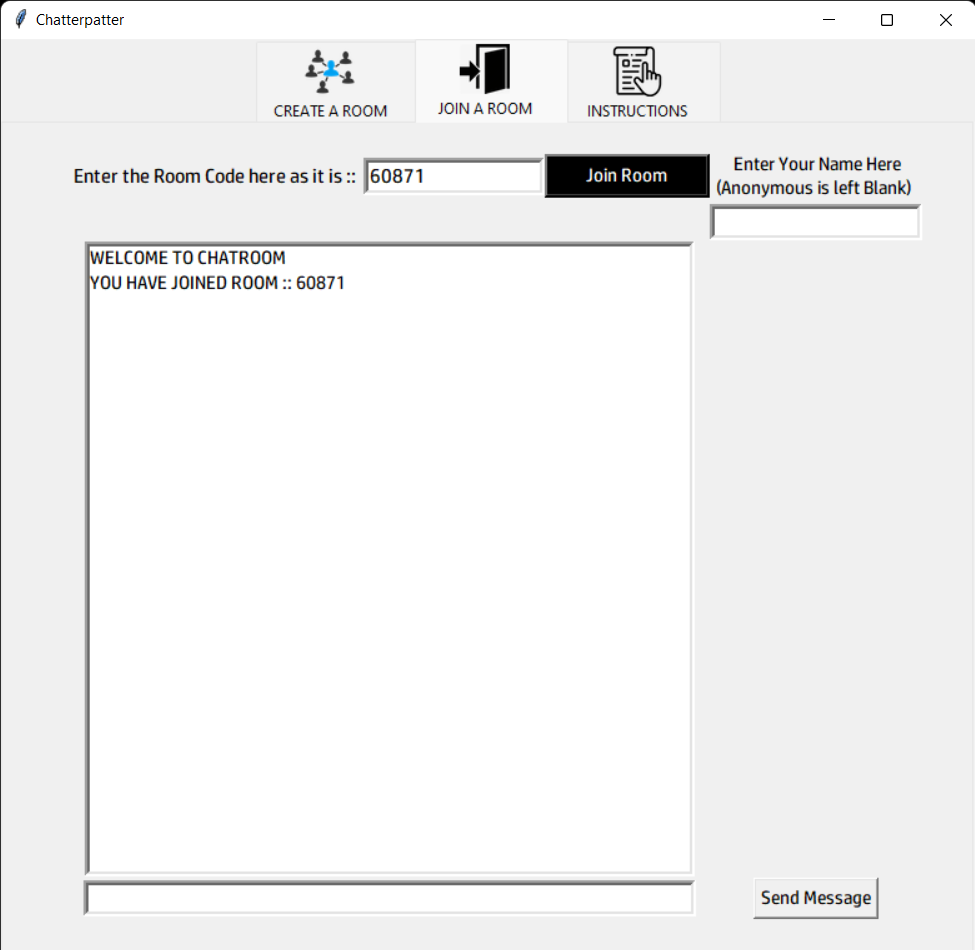 Chatterpatter
CREATE A ROOM
JOIN A ROOM
INSTRUCTIONS
Enter the Room Code here as it is ::
60871
Join Room
Enter Your Name Here
(Anonymous is left Blank)
WELCOME TO CHATROOM
YOU HAVE JOINED ROOM :: 60871
Send Message